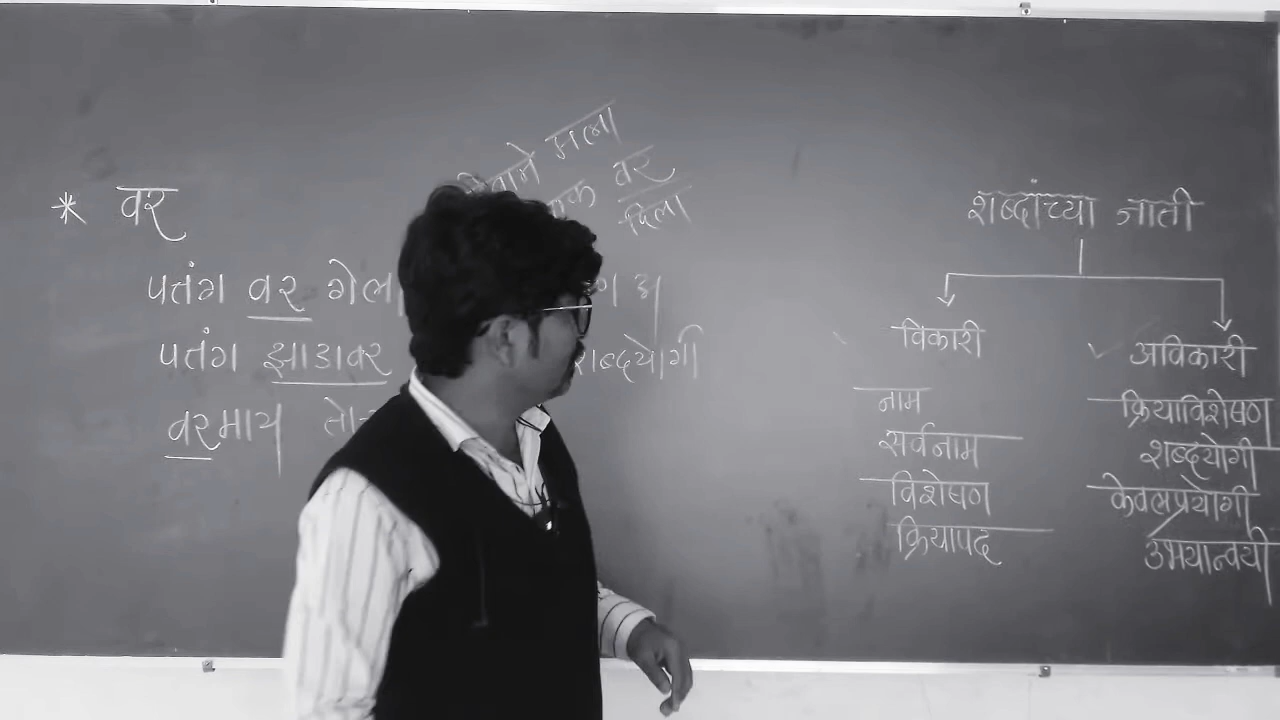 * वर
मला
वर
दिला
पतंग वर
पतंग झाडावर शब्दयोगी
वरमाय
शब्दांच्या जाती
विकारी
नाम
सर्वनाम
विशेषण
क्रियापद
अविकारी
क्रियाविशेषण
शब्दयोगी
केवलप्रयोगी
उभयान्वयी